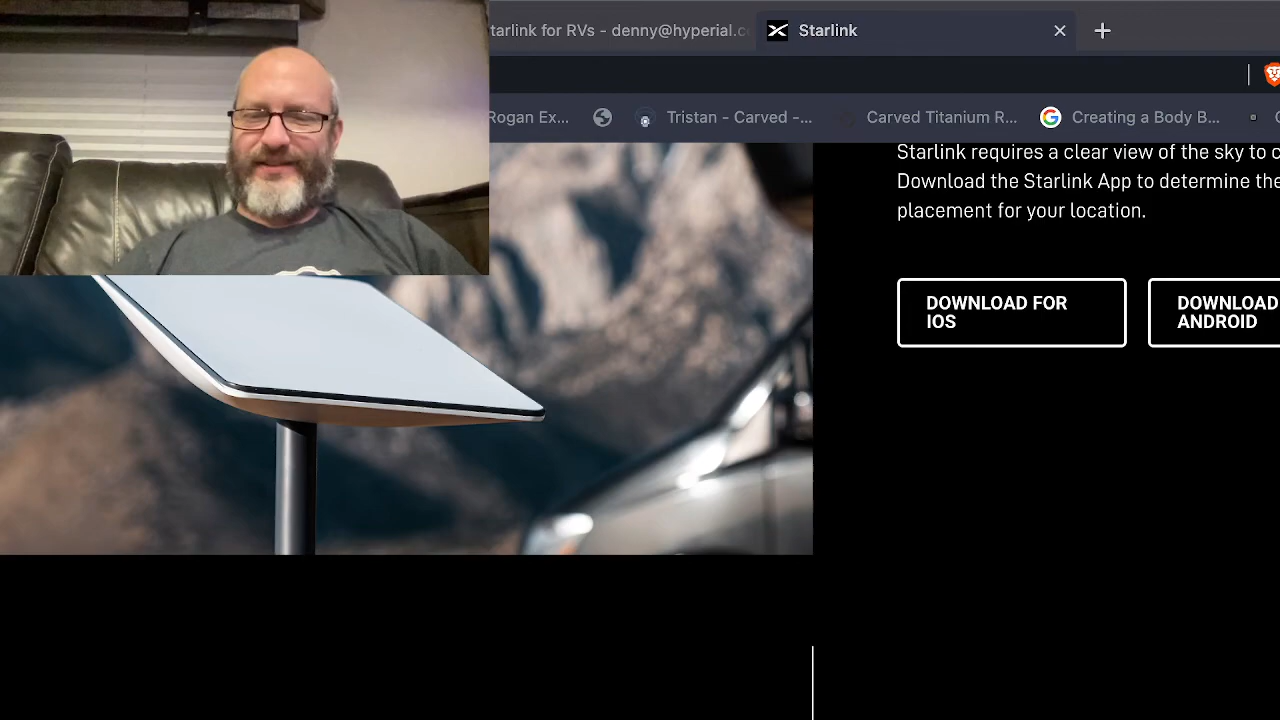 tarlink for RVs - denny@hyperial.c
Starlink
Rogan Ex...
Tristan - Carved -...
Carved Titanium R...
Creating a Body B...
Starlink requires a clear view of the sky to c
Download the Starlink App to determine the
placement for your location.
DOWNLOAD FOR
IOS
DOWNLOAD
ANDROID